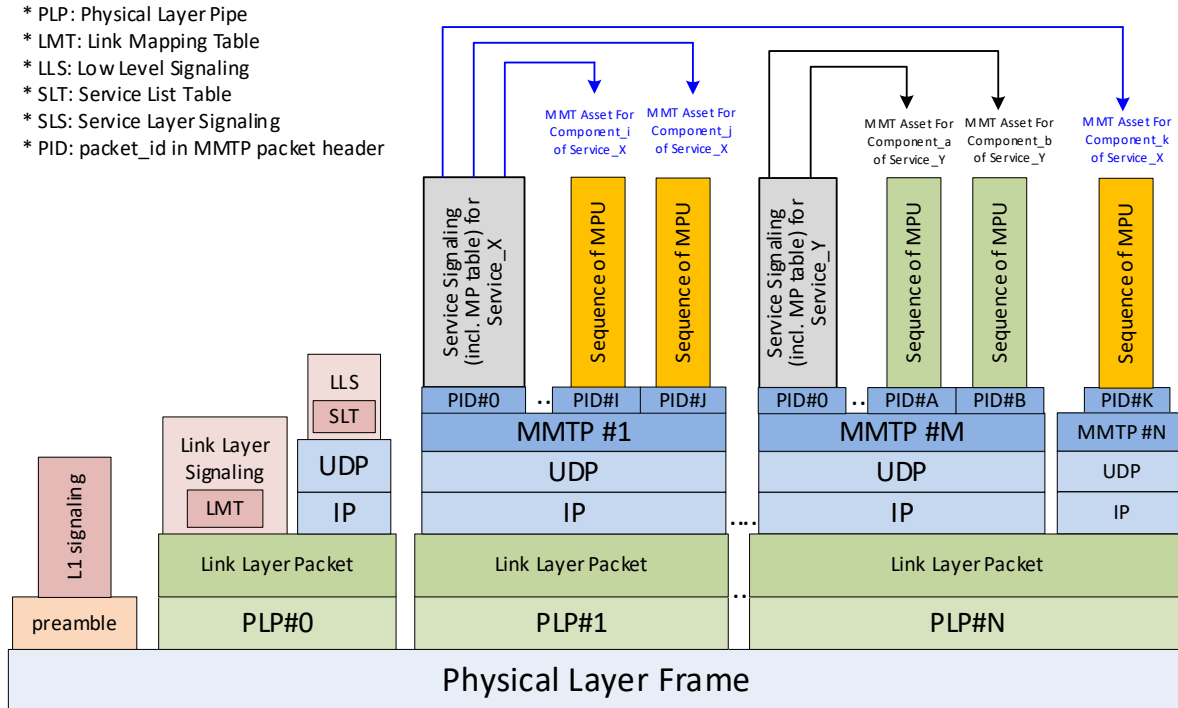 * PLP: Physical Layer Pipe
* LMT: Link Mapping Table
* LLS: Low Level Signaling
* SLT: Service List Table
* SLS: Service Layer Signaling
* PID: packet_id in MMTP packet header
MMT Asset For
Component_i
of Service_X
MMT Asset For
Component_j
of Service_X
MMT Asset For
Component_a
of Service_Y
MMT Asset For
Component_b
of Service_Y
MMT Asset For
Component_k
of Service_X
Service Signaling
(incl. MP table) for
Service_X
Sequence of MPU
Sequence of MPU
Service Signaling
(incl. MP table) for
Service_Y
Sequence of MPU
Sequence of MPU
Sequence of MPU
PID#0
..
PID#I
PID#J
PID#0
..
PID#A
PID#B
PID#K
MMTP #1
MMTP #M
MMTP #N
LLS
SLT
UDP
UDP
UDP
UDP
Link Layer
Signaling
LMT
IP
IP
....
IP
IP
L1 signaling
Link Layer Packet
Link Layer Packet
..
Link Layer Packet
preamble
PLP#0
PLP#1
PLP#N
Physical Layer Frame